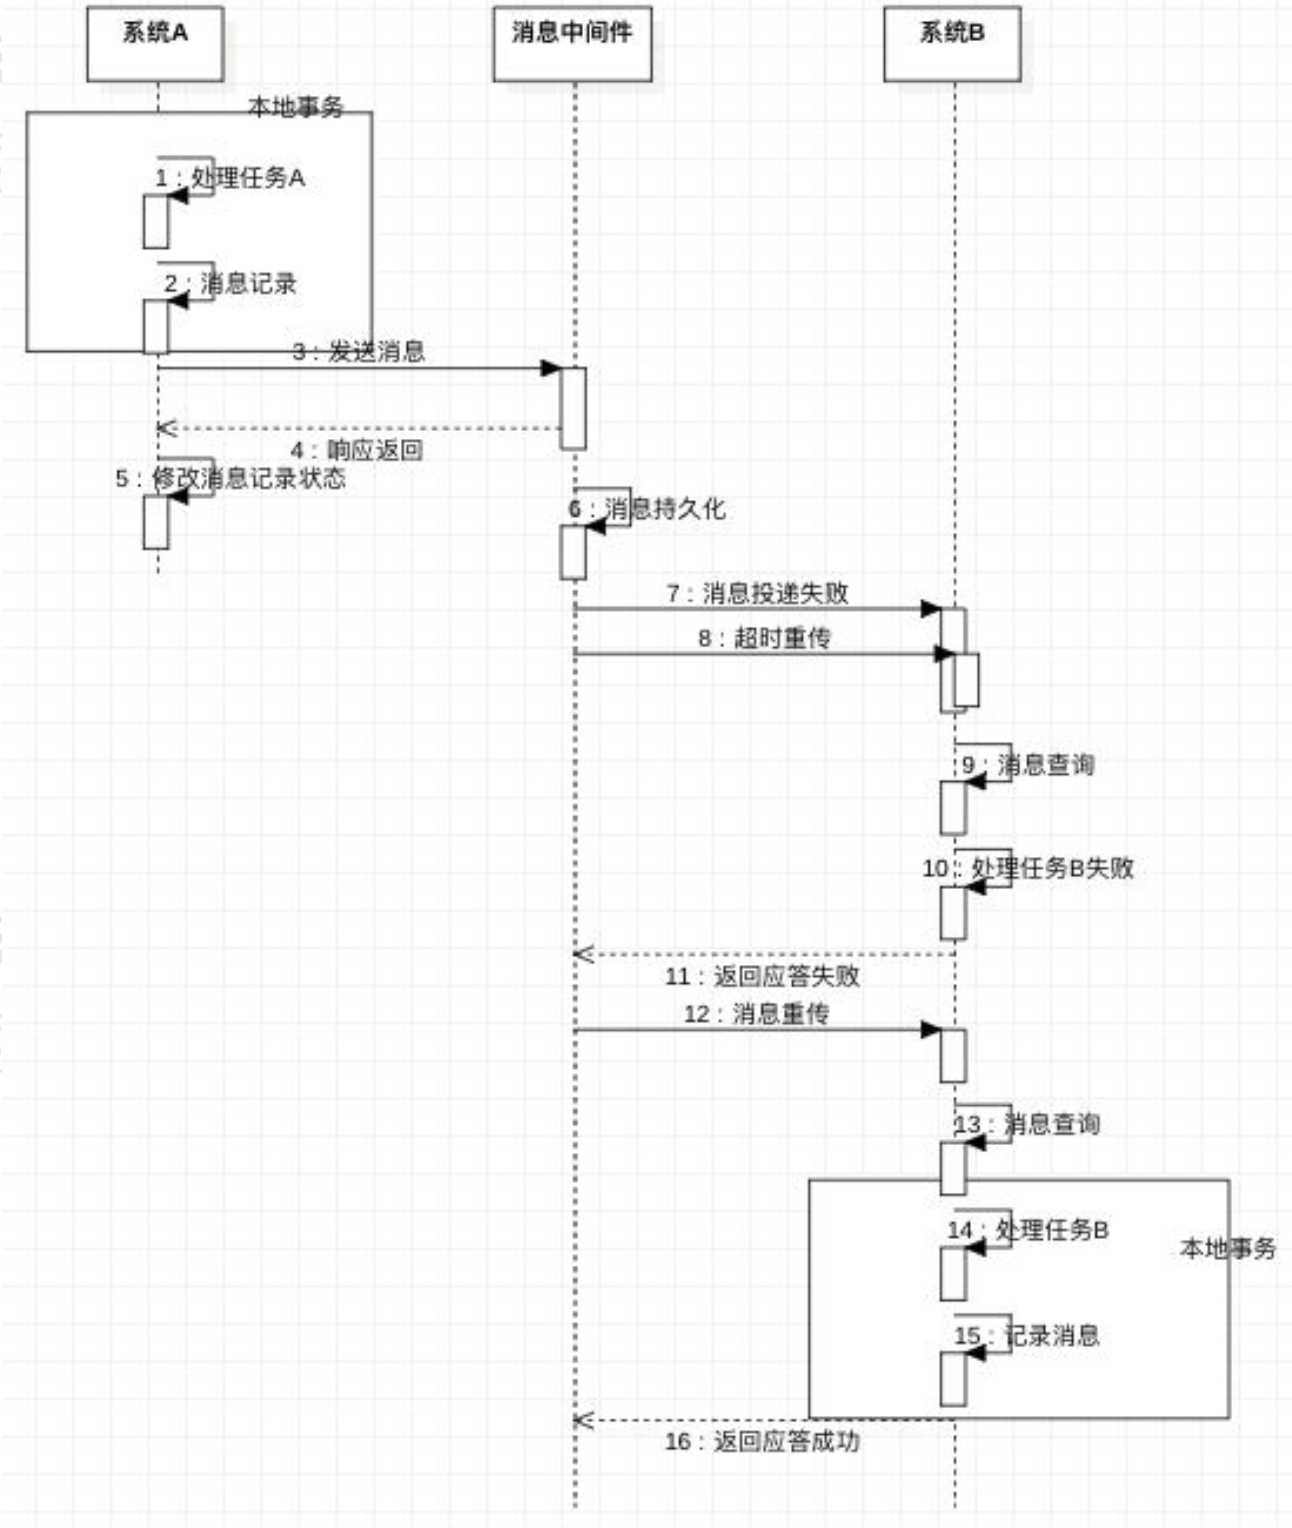 系统A
消息中间件
系统B
本地事务
1：处理任务A
2：消息记录
3：发送消息
4：响应返回
5：修改消息记录状态
6：消息持久化
7：消息投递失败
8：超时重传
9：消息查询
10：处理任务B失败
11：返回应答失败
12：消息重传
13：消息查询
14：处理任务B
本地事务
15：记录消息
16：返回应答成功